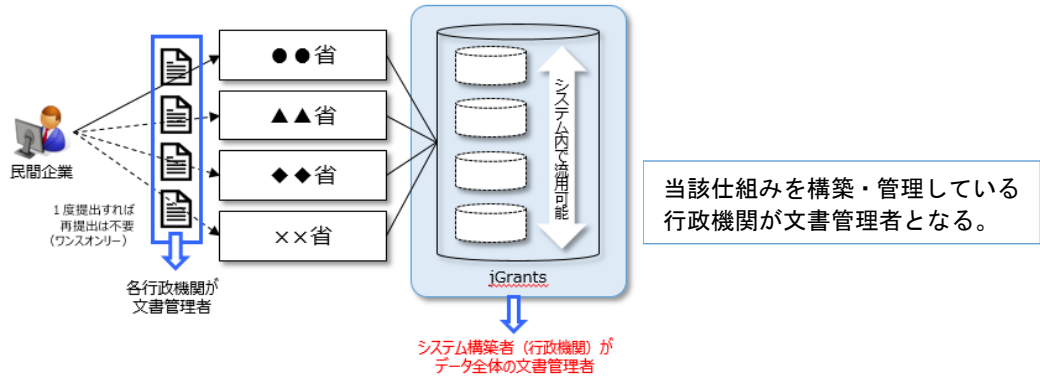 ●●省
▲▲省
◆◆省
××省
民間企業
1度提出すれば
再提出は不要
（ワンスオンリー）
各行政機関が
文書管理者
システム内で流用可能
jGrants
システム構築者（行政機関）が
データ全体の文書管理者
当該仕組みを構築・管理している
行政機関が文書管理者となる。